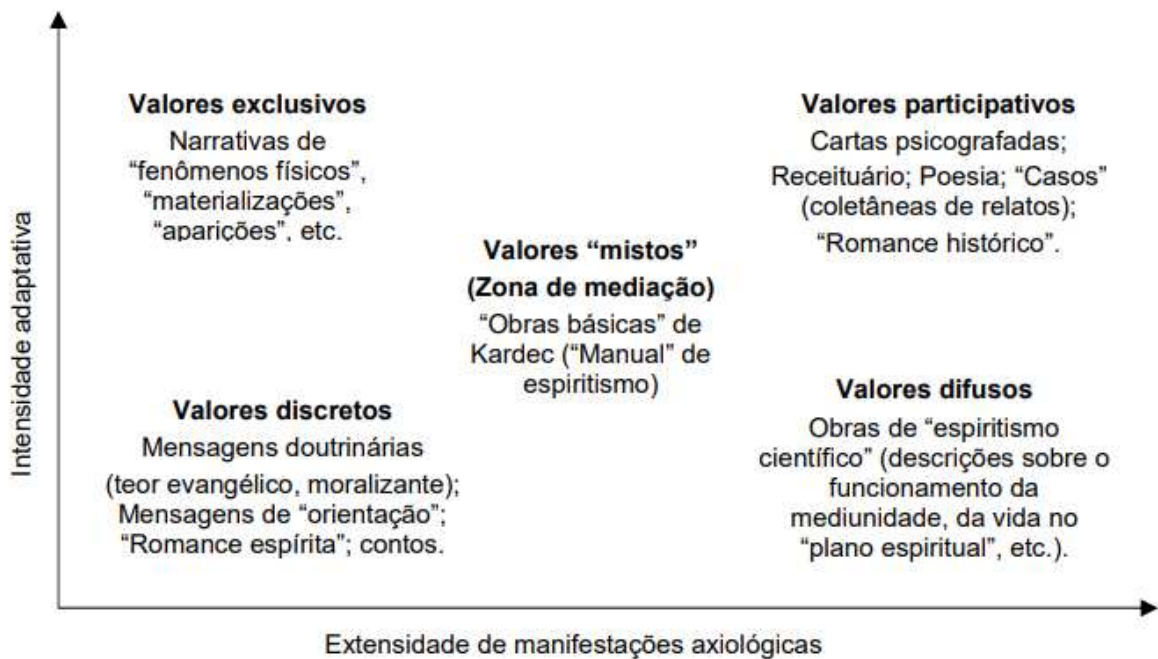 Valores exclusivos
Narrativas de
“fenômenos físicos”,
“materializações”,
“aparições”, etc.
Valores participativos
Cartas psicografadas;
Receituário; Poesia; “Casos”
(coletâneas de relatos);
“Romance histórico”.
Valores “mistos”
(Zona de mediação)
“Obras básicas” de
Kardec (“Manual” de
espiritismo)
Valores discretos
Mensagens doutrinárias
(teor evangélico, moralizante);
Mensagens de “orientação”;
“Romance espírita”; contos.
Valores difusos
Obras de “espiritismo
científico” (descrições sobre o
funcionamento da
mediunidade, da vida no
“plano espiritual”, etc.).
Intensidade adaptativa
Extensidade de manifestações axiológicas